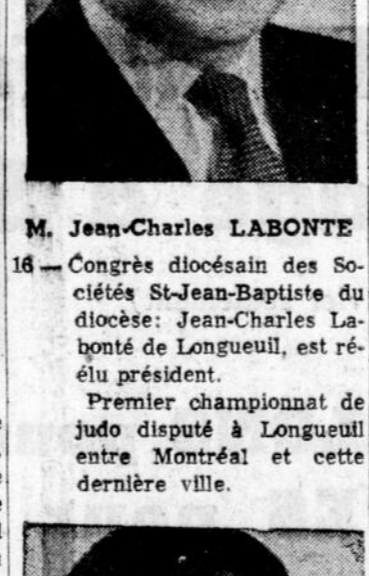 M. Jean-Charles LABONTE
16 — Congrès diocésain des So-
ciétés St-Jean-Baptiste du
diocèse: Jean-Charles La-
bonté de Longueuil, est ré-
élu président.
Premier championnat de
judo disputé à Longueuil
entre Montréal et cette
dernière ville.